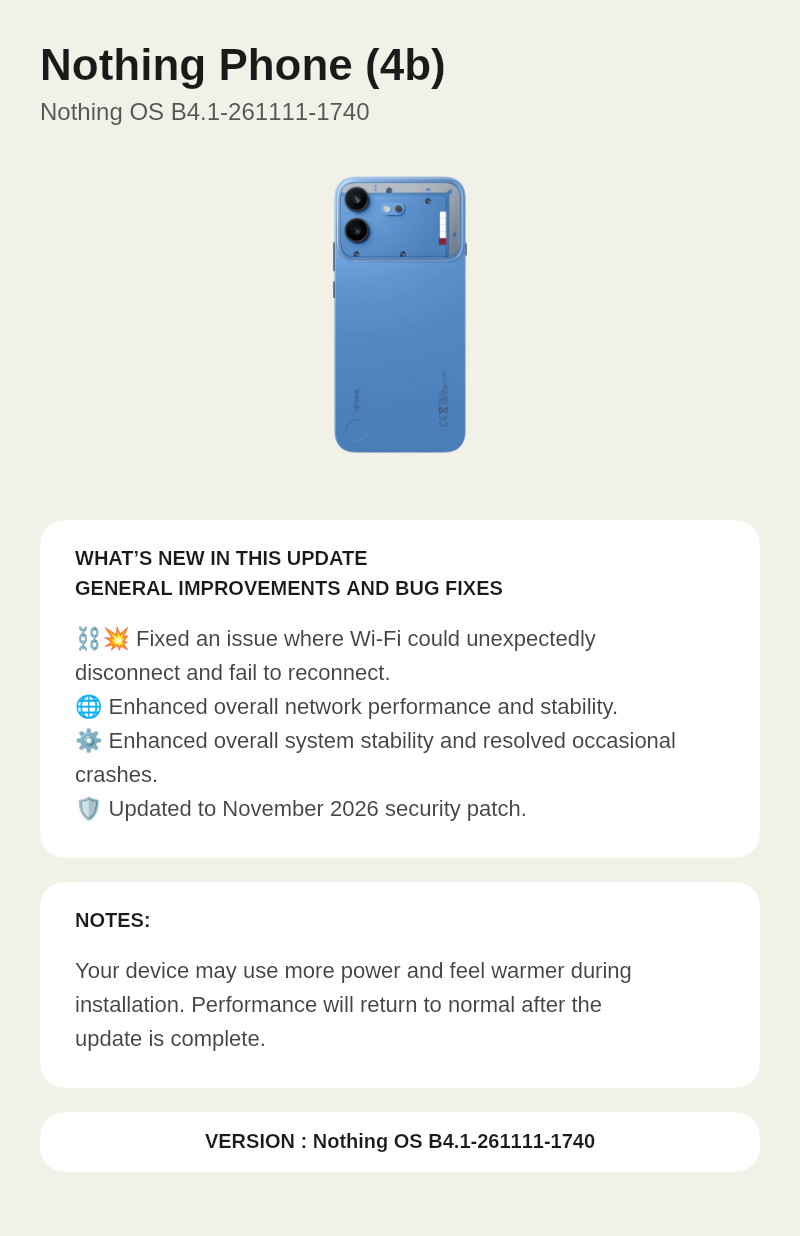 Nothing Phone (4b)
Nothing OS B4.1-261111-1740
WHAT’S NEW IN THIS UPDATE
GENERAL IMPROVEMENTS AND BUG FIXES
⛓️💥 Fixed an issue where Wi-Fi could unexpectedly
disconnect and fail to reconnect.
🌐 Enhanced overall network performance and stability.
⚙️ Enhanced overall system stability and resolved occasional
crashes.
🛡️ Updated to November 2026 security patch.
NOTES:
Your device may use more power and feel warmer during
installation. Performance will return to normal after the
update is complete.
VERSION : Nothing OS B4.1-261111-1740